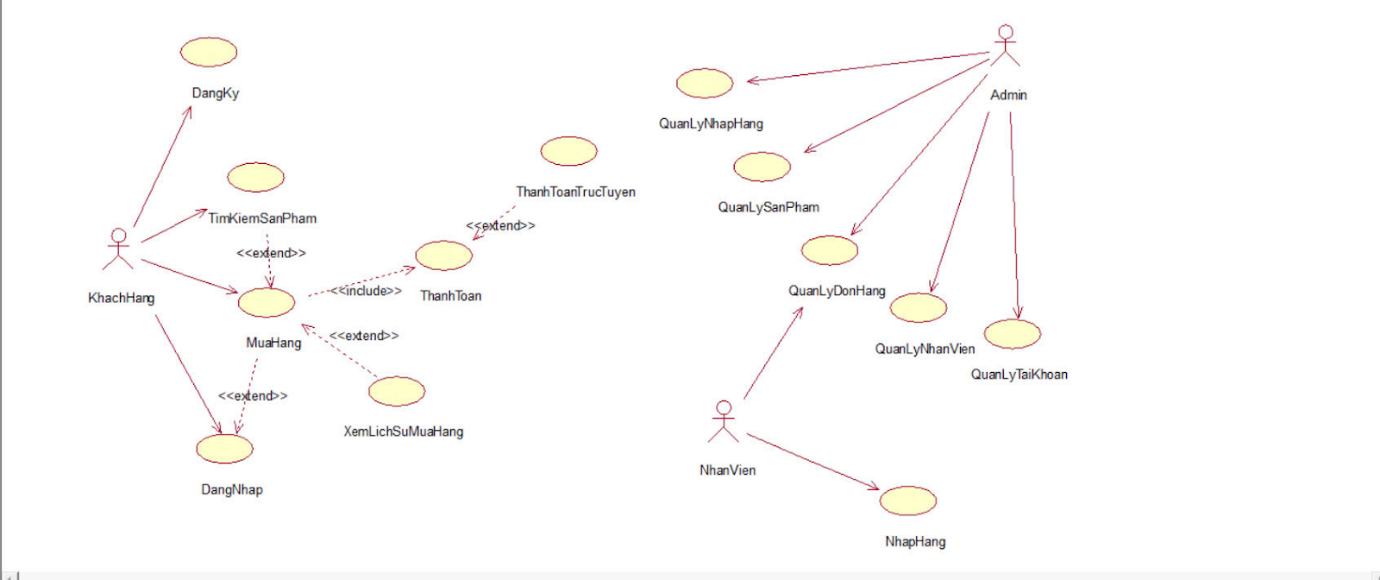 DangKy
Admin
QuanLyNhapHang
ThanhToanTrucTuyen
QuanLySanPham
TimKiemSanPham
<<extend>>
<<extend>>
KhachHang
<<include>>
ThanhToan
QuanLyDonHang
MuaHang
<<extend>>
QuanLyNhanVien
QuanLyTaiKhoan
<<extend>>
XemLichSuMuaHang
NhanVien
DangNhap
NhapHang